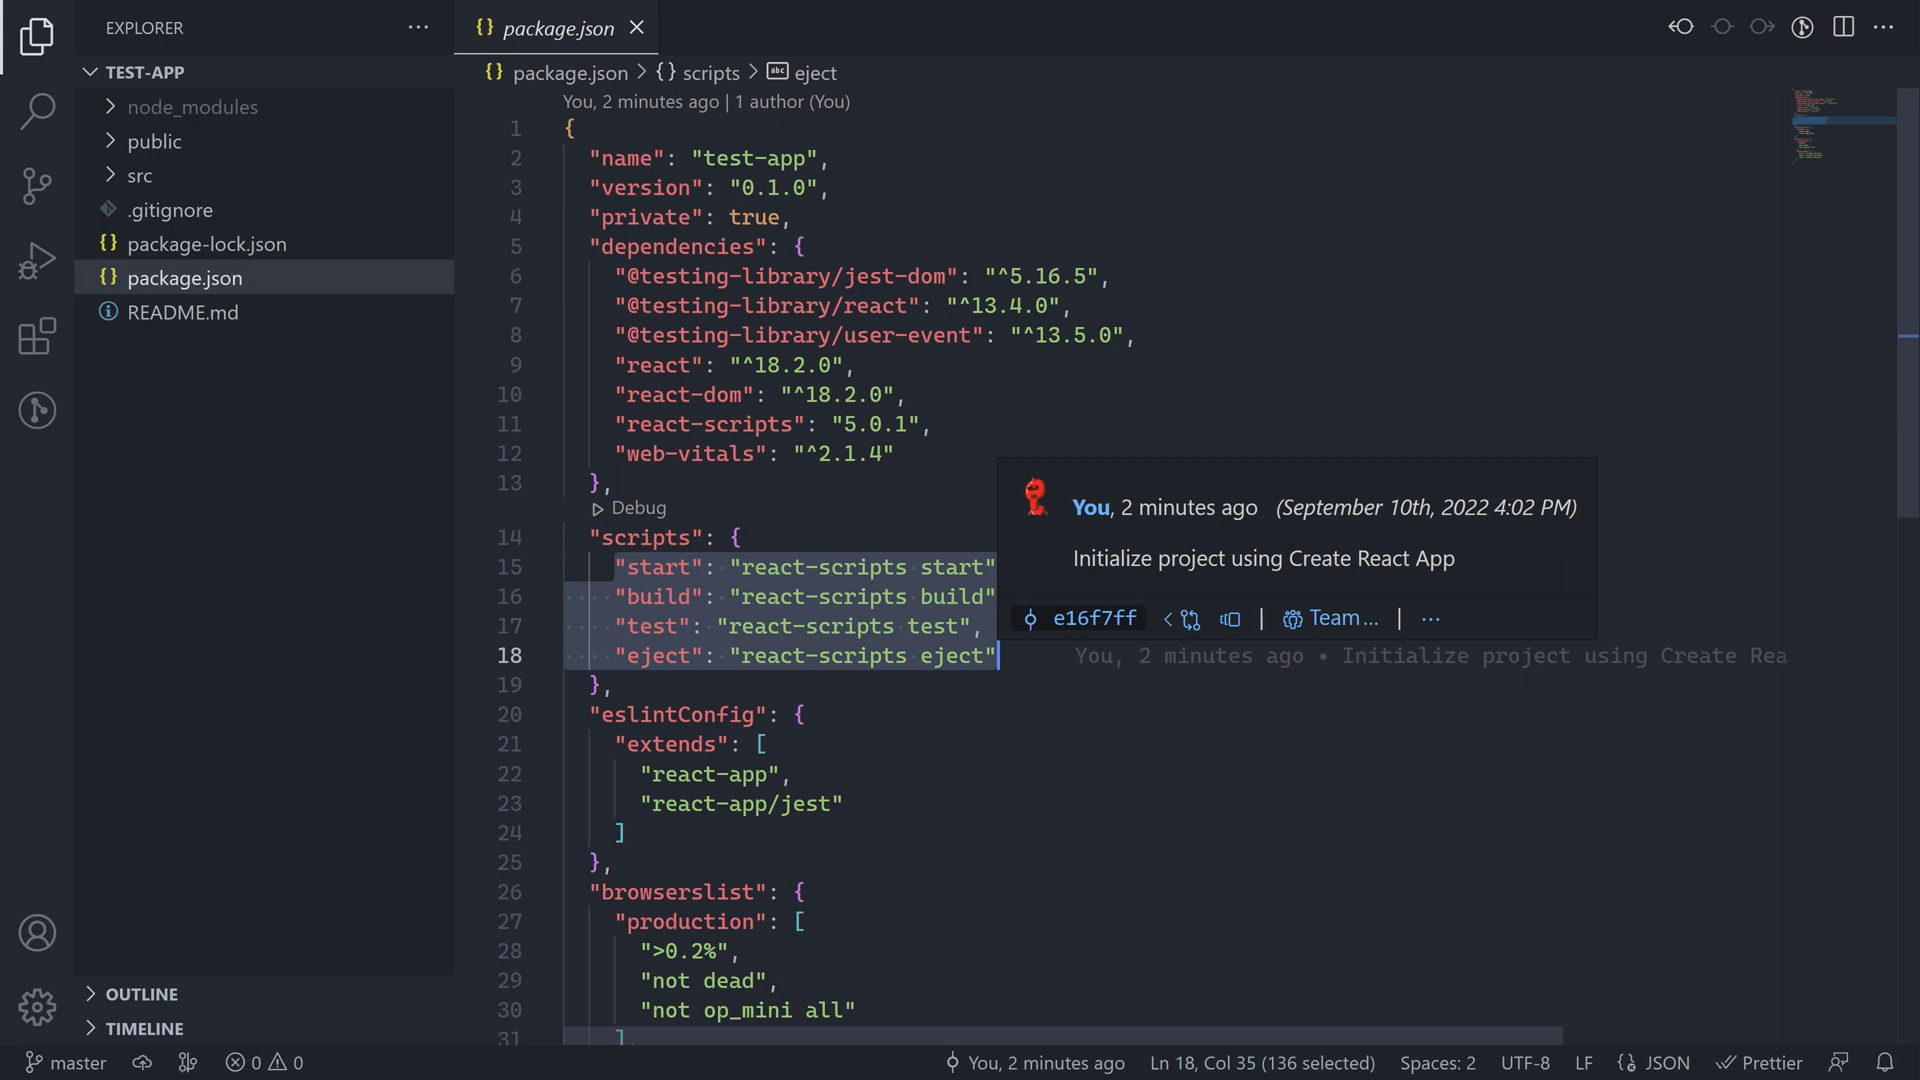 EXPLORER
TEST-APP
node_modules
public
src
.gitignore
package-lock.json
package.json
README.md
OUTLINE
TIMELINE
package.json
package.json > {} scripts > abc eject
You, 2 minutes ago | 1 author (You)
1 {
2 "name": "test-app",
3 "version": "0.1.0",
4 "private": true,
5 "dependencies": {
6 "@testing-library/jest-dom": "^5.16.5",
7 "@testing-library/react": "^13.4.0",
8 "@testing-library/user-event": "^13.5.0",
9 "react": "^18.2.0",
10 "react-dom": "^18.2.0",
11 "react-scripts": "5.0.1",
12 "web-vitals": "^2.1.4"
13 },
Debug
14 "scripts": {
15 "start": "react-scripts start"
16 "build": "react-scripts build"
17 "test": "react-scripts test",
18 "eject": "react-scripts eject"
You, 2 minutes ago • Initialize project using Create Rea
19 },
20 "eslintConfig": {
21 "extends": [
22 "react-app",
23 "react-app/jest"
24 ]
25 },
26 "browserslist": {
27 "production": [
28 ">0.2%",
29 "not dead",
30 "not op_mini all"
31 ],
You, 2 minutes ago (September 10th, 2022 4:02 PM)
Initialize project using Create React App
e16f7ff | Team... | ...
master 0 0
You, 2 minutes ago Ln 18, Col 35 (136 selected) Spaces: 2 UTF-8 LF {} JSON Prettier